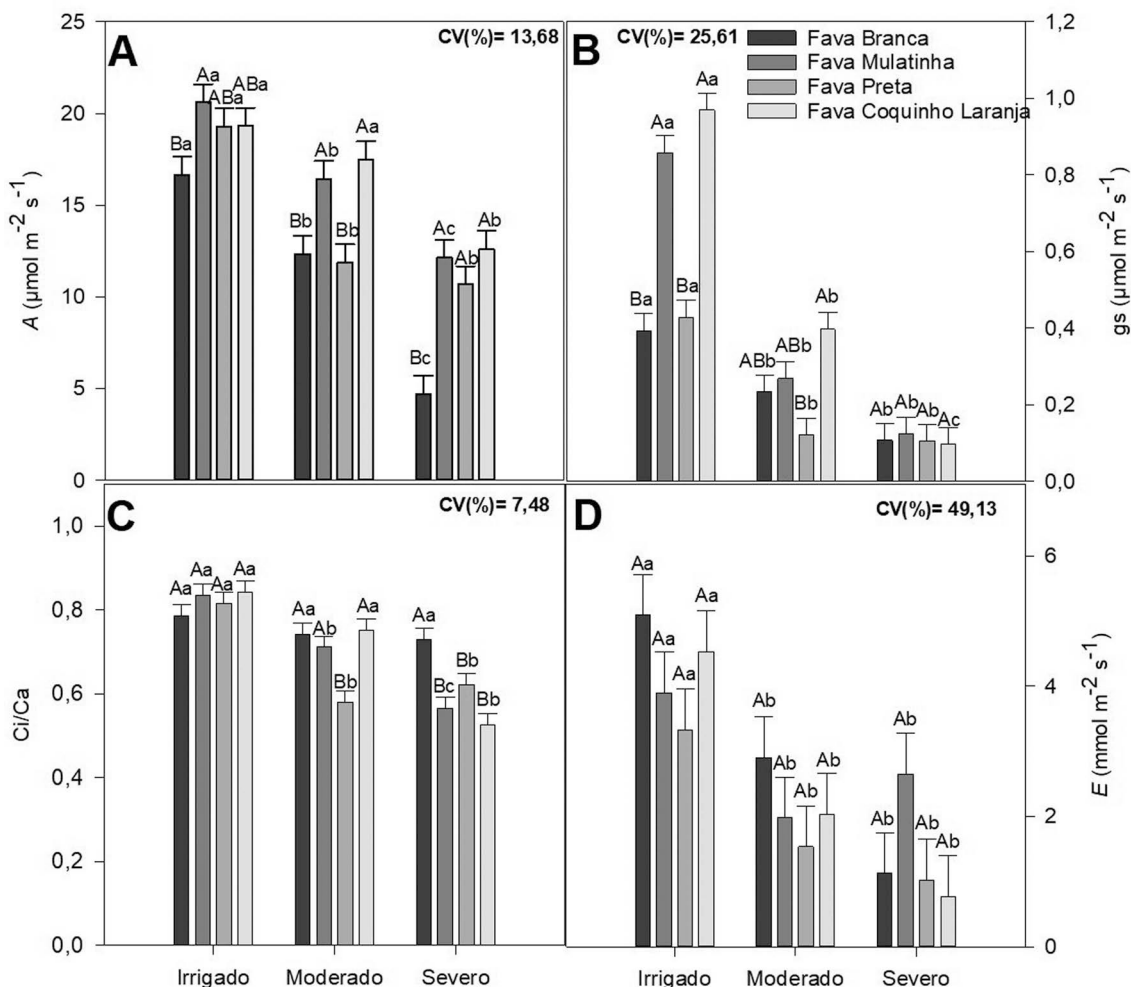 A
CV(%)= 13,68
25
20
15
10
5
0
A (µmol m-2 s-1)
Ba
Aa
ABa
ABa
Bb
Ab
Bb
Aa
Bc
Ac
Ab
Ab
B
CV(%)= 25,61
Fava Branca
Fava Mulatinha
Fava Preta
Fava Coquinho Laranja
1,2
1,0
0,8
0,6
0,4
0,2
0,0
gs (µmol m-2 s-1)
Ba
Aa
Ba
Aa
ABb
ABb
Bb
Ab
Ab
Ab
Ab
Ac
C
CV(%)= 7,48
1,0
0,8
0,6
0,4
0,2
0,0
Ci/Ca
Aa
Aa
Aa
Aa
Aa
Ab
Bb
Aa
Aa
Bc
Bb
Bb
Irrigado
Moderado
Severo
D
CV(%)= 49,13
6
4
2
0
E (mmol m-2 s-1)
Aa
Aa
Aa
Aa
Ab
Ab
Ab
Ab
Ab
Ab
Ab
Ab
Irrigado
Moderado
Severo